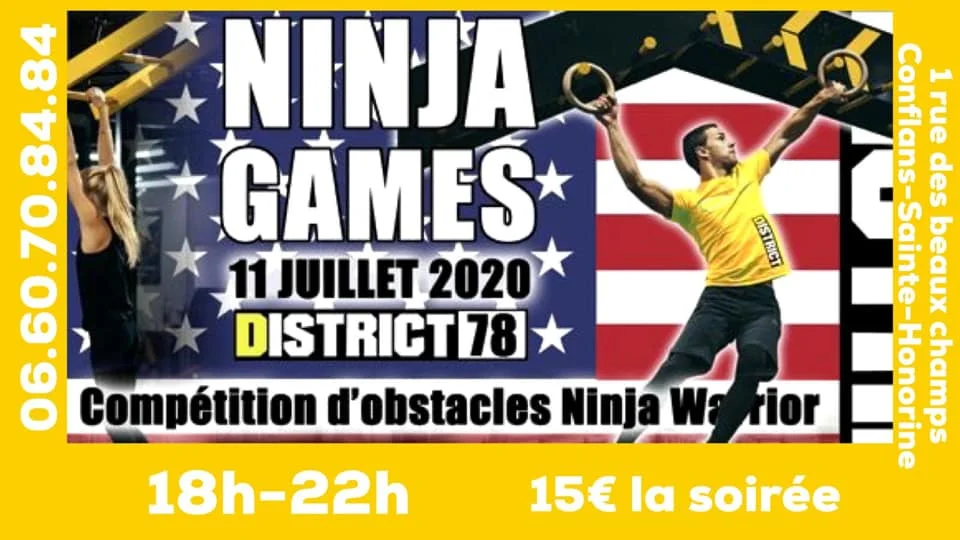 NINJA
GAMES
11 JUILLET 2020
DISTRICT 78
Compétition d'obstacles Ninja Warrior
DISTRICT
06.60.70.84.84
1 rue des beaux champs
Conflans-Sainte-Honorine
18h-22h
15€ la soirée